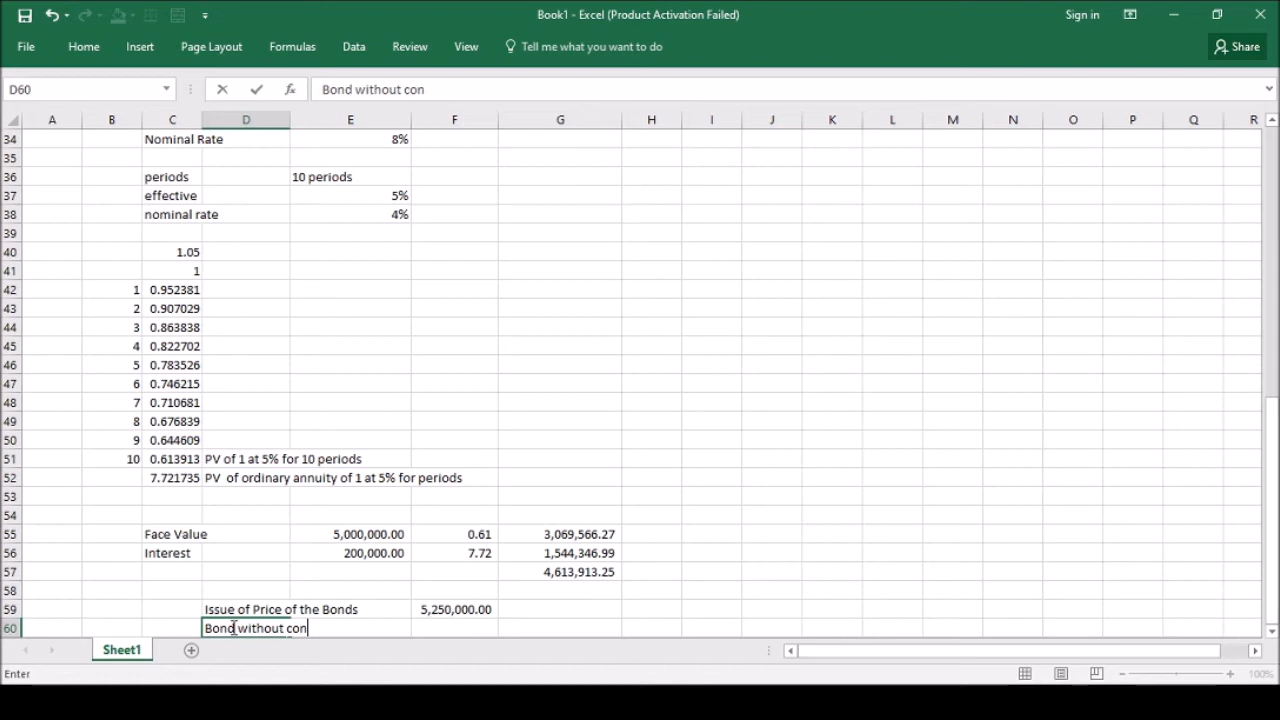 Book1 - Excel (Product Activation Failed)
Sign in
File Home Insert Page Layout Formulas Data Review View Tell me what you want to do Share
D60 fx Bond without con
A B C D E F G H I J K L M N O P Q R
34 Nominal Rate 8%
35
36 periods 10 periods
37 effective 5%
38 nominal rate 4%
39
40 1.05
41 1
42 1 0.952381
43 2 0.907029
44 3 0.863838
45 4 0.822702
46 5 0.783526
47 6 0.746215
48 7 0.710681
49 8 0.676839
50 9 0.644609
51 10 0.613913 PV of 1 at 5% for 10 periods
52 7.721735 PV of ordinary annuity of 1 at 5% for periods
53
54
55 Face Value 5,000,000.00 0.61 3,069,566.27
56 Interest 200,000.00 7.72 1,544,346.99
57 4,613,913.25
58
59 Issue of Price of the Bonds 5,250,000.00
60 Bond without con
Sheet1
Enter 100%